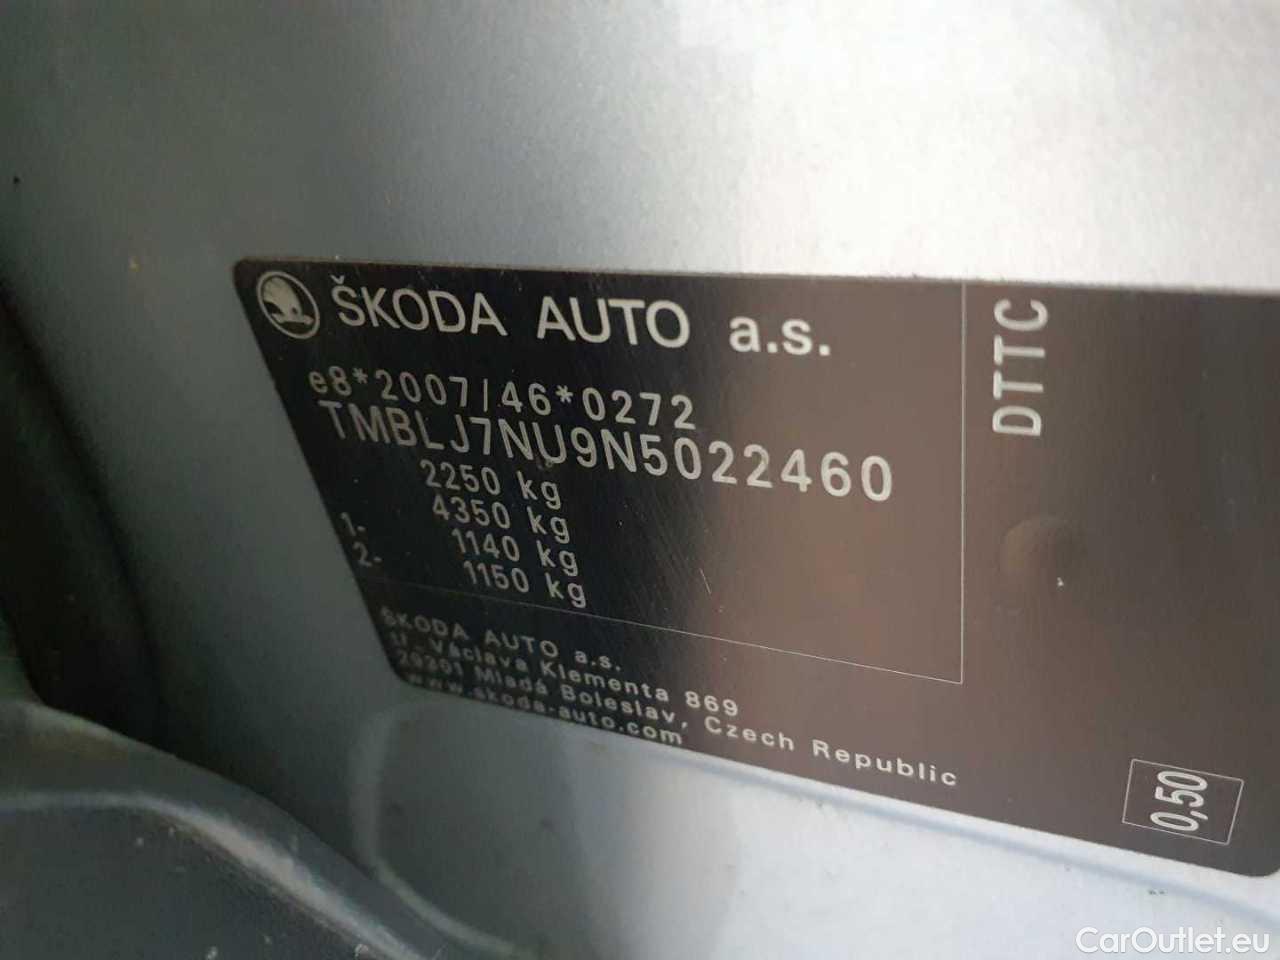 ŠKODA AUTO a.s.
e8*2007/46*0272
TMBLJ7NU9N5022460
2250 kg
4350 kg
1- 1140 kg
2- 1150 kg
DTTC
ŠKODA AUTO a.s.
tř. Václava Klementa 869
29301 Mladá Boleslav, Czech Republic
www.skoda-auto.com
0,50
CarOutlet.eu